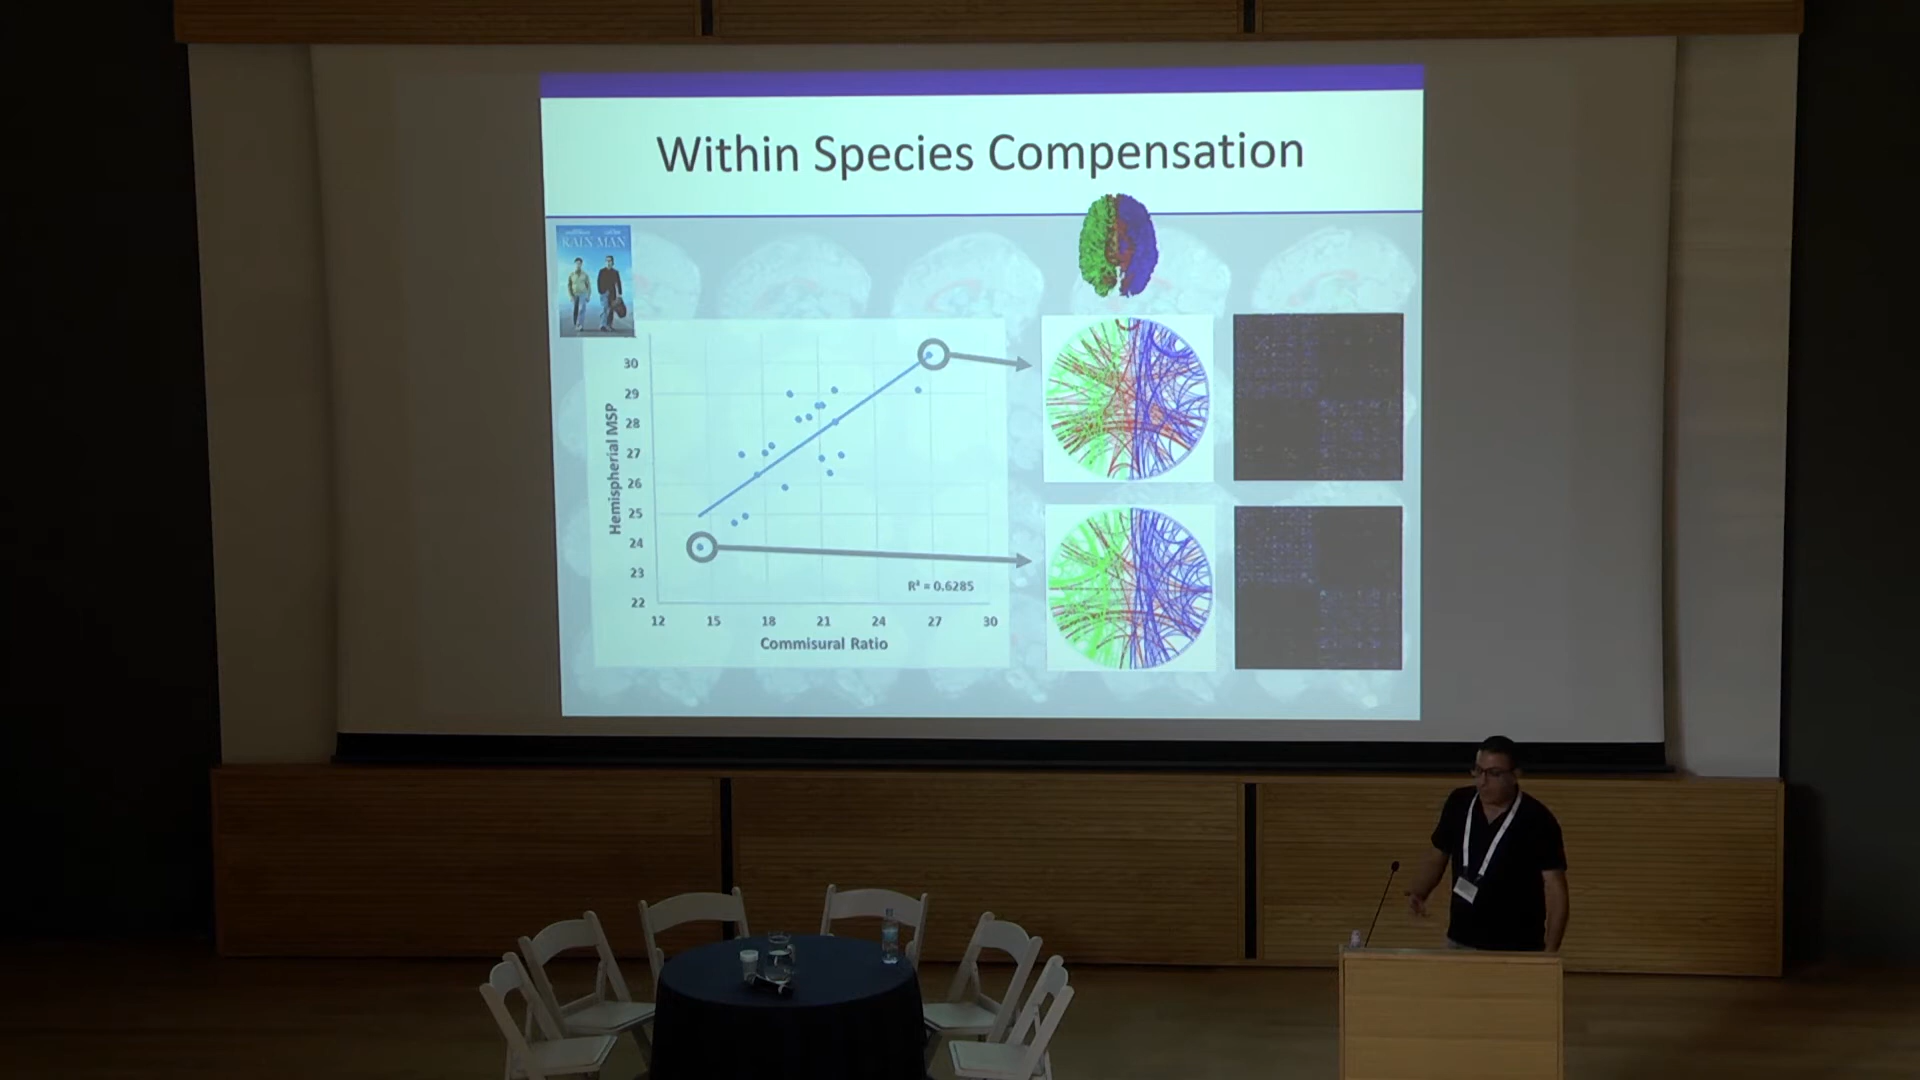 Within Species Compensation
RAIN MAN
30
29
28
27
26
25
24
23
22
Hemispherial MSP
R² = 0.6285
12 15 18 21 24 27 30
Commisural Ratio